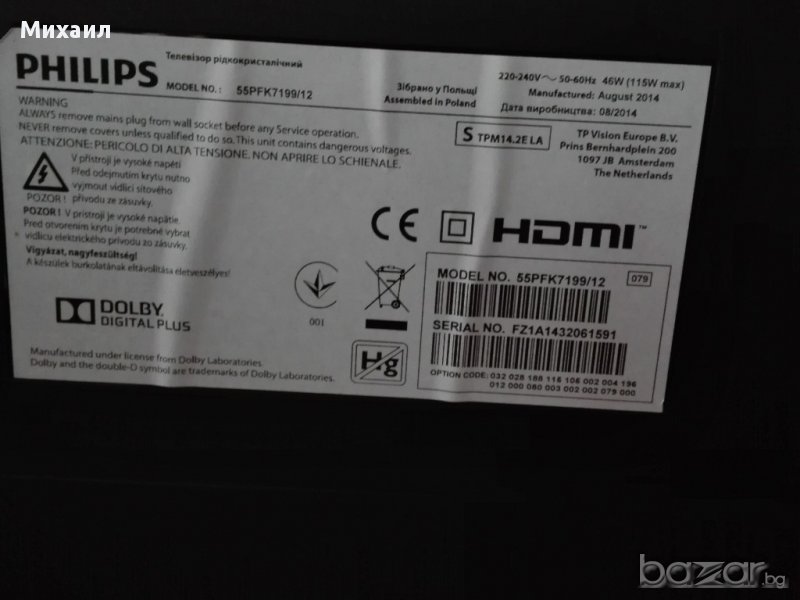 Михаил
PHILIPS
Телевізор рідкокристалічний
MODEL NO.: 55PFK7199/12
Зібрано у Польщі
Assembled in Poland
220-240V~ 50-60Hz 46W (115W max)
Manufactured: August 2014
Дата виробництва: 08/2014
WARNING
ALWAYS remove mains plug from wall socket before any Service operation.
NEVER remove covers unless qualified to do so. This unit contains dangerous voltages.
ATTENZIONE: PERICOLO DI ALTA TENSIONE. NON APRIRE LO SCHIENALE.
S TPM14.2E LA
TP Vision Europe B.V.
Prins Bernhardplein 200
1097 JB Amsterdam
The Netherlands
V přístroji je vysoké napětí
Před odejmutím krytu nutno
vyjmout vidlici síťového
POZOR! přívodu ze zásuvky.
POZOR! V prístroji je vysoké napätie.
Pred otvorením krytu je potrebné vybrat
vidlicu elektrického prívodu zo zásuvky.
Vigyázat, nagyfeszültség!
A készülék burkolatának eltávolítása életveszélyes!
CE
HDMI™
DOLBY
DIGITAL PLUS
001
Hg
MODEL NO. 55PFK7199/12
079
SERIAL NO. FZ1A1432061591
OPTION CODE: 032 028 188 116 106 002 004 196
012 000 080 003 002 002 079 000
Manufactured under license from Dolby Laboratories.
Dolby and the double-D symbol are trademarks of Dolby Laboratories.
bazar.bg